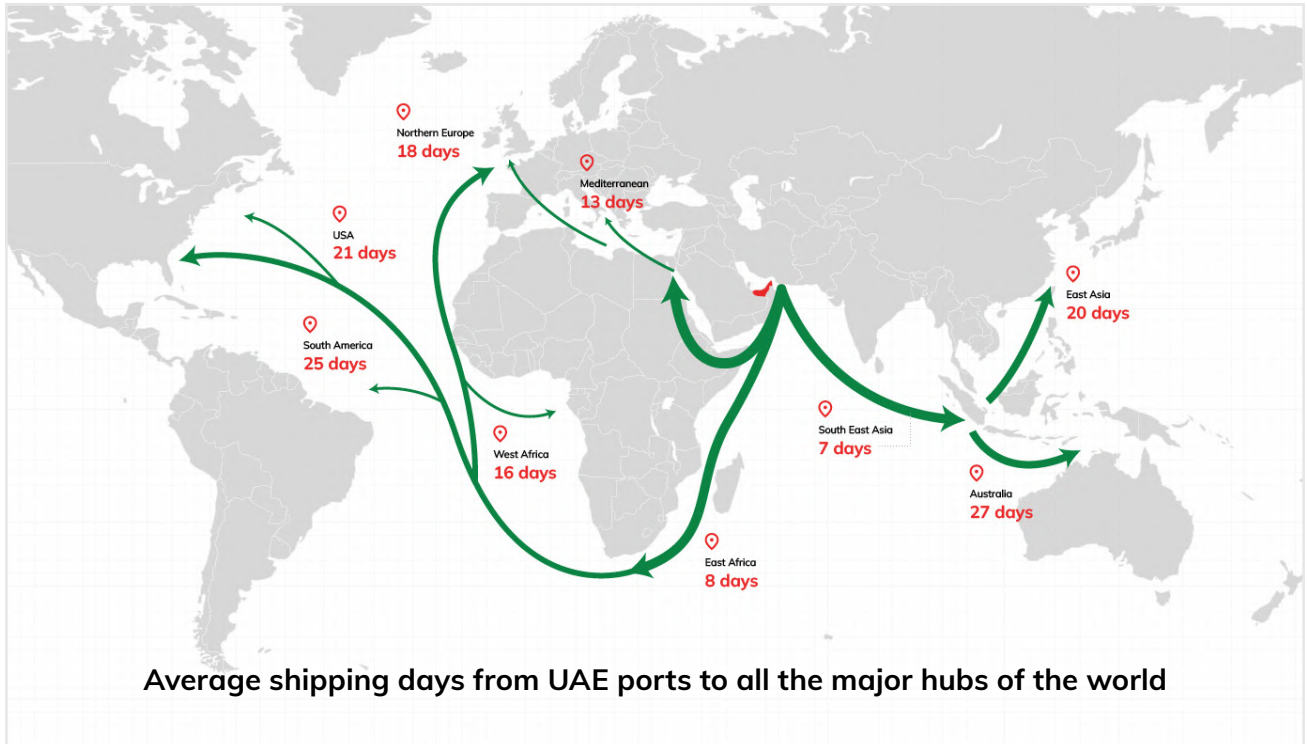 Northern Europe
18 days
Mediterranean
13 days
USA
21 days
East Asia
20 days
South America
25 days
South East Asia
7 days
West Africa
16 days
Australia
27 days
East Africa
8 days
Average shipping days from UAE ports to all the major hubs of the world